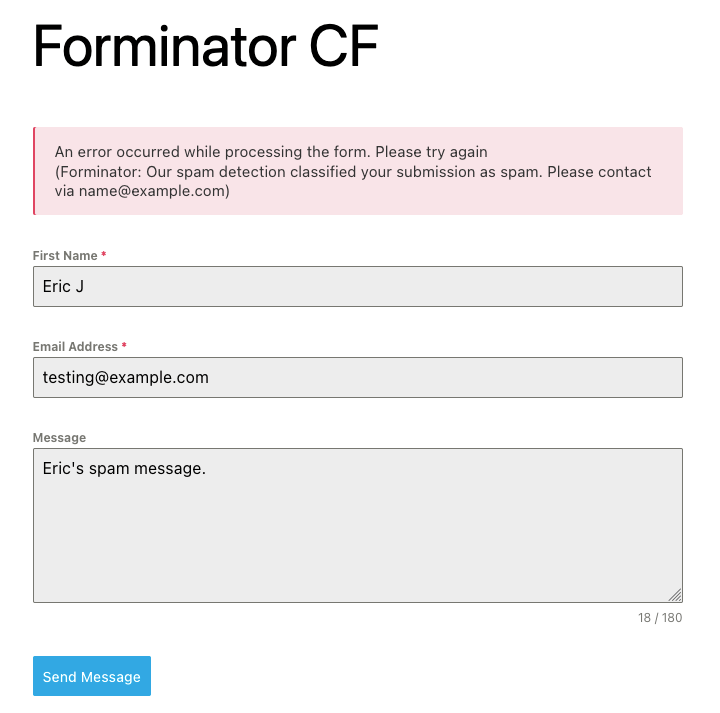 Forminator CF
An error occurred while processing the form. Please try again
(Forminator: Our spam detection classified your submission as spam. Please contact
via name@example.com)
First Name *
Eric J
Email Address *
testing@example.com
Message
Eric's spam message.
18 / 180
Send Message